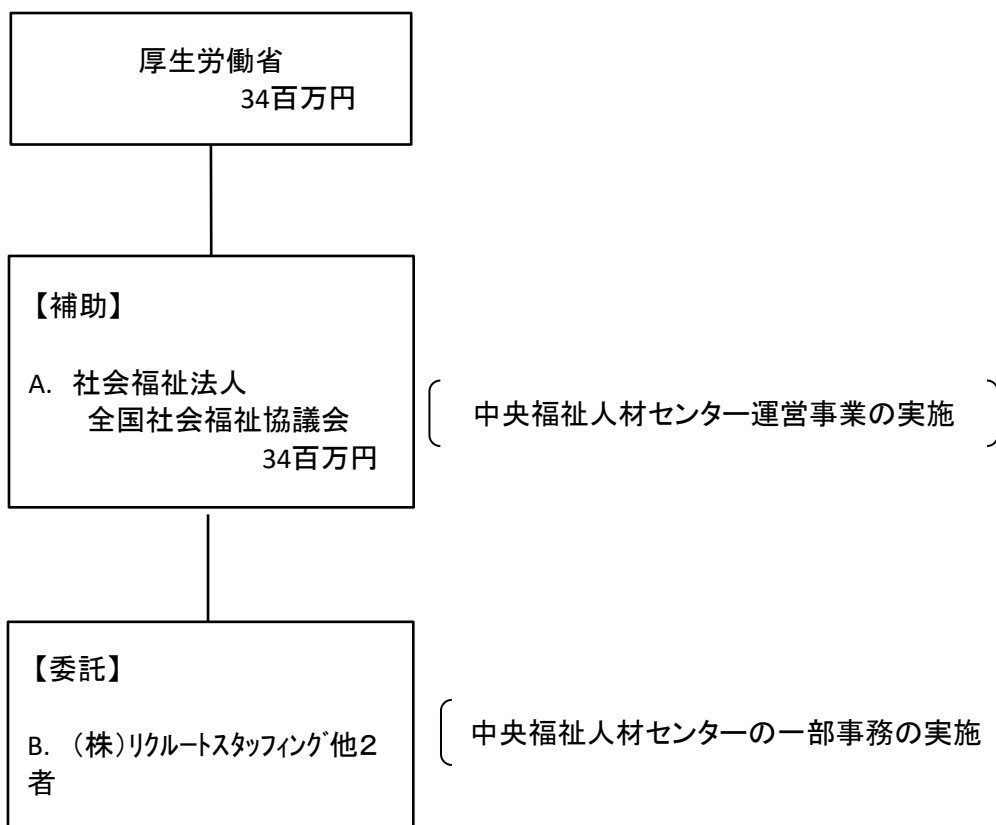 厚生労働省
34百万円
【補助】
A. 社会福祉法人
全国社会福祉協議会
34百万円
中央福祉人材センター運営事業の実施
【委託】
B. （株）ﾘｸﾙｰﾄｽﾀｯﾌｨﾝｸﾞ他２
者
中央福祉人材センターの一部事務の実施